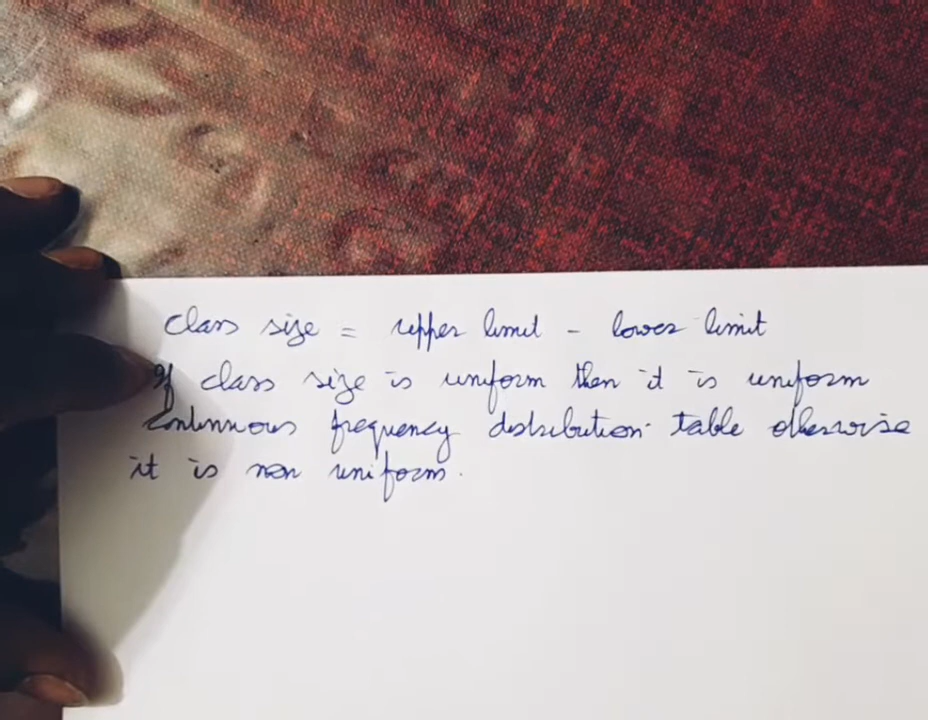 Class size = upper limit - lower limit
If class size is uniform then it is uniform
Continuous frequency distribution table otherwise
it is non uniform.